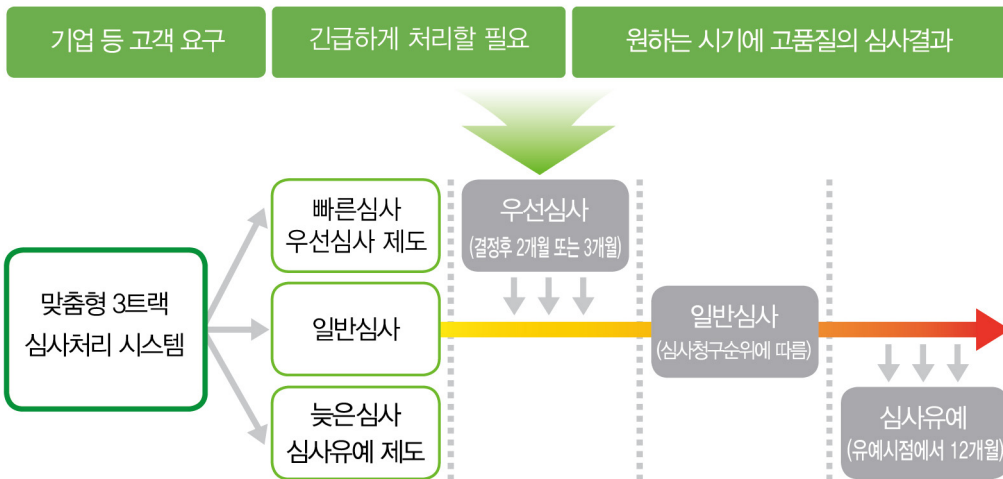 기업 등 고객 요구
긴급하게 처리할 필요
원하는 시기에 고품질의 심사결과
맞춤형 3트랙
심사처리 시스템
빠른심사
우선심사 제도
일반심사
늦은심사
심사유예 제도
우선심사
(결정후 2개월 또는 3개월)
일반심사
(심사청구순위에 따름)
심사유예
(유예시점에서 12개월)